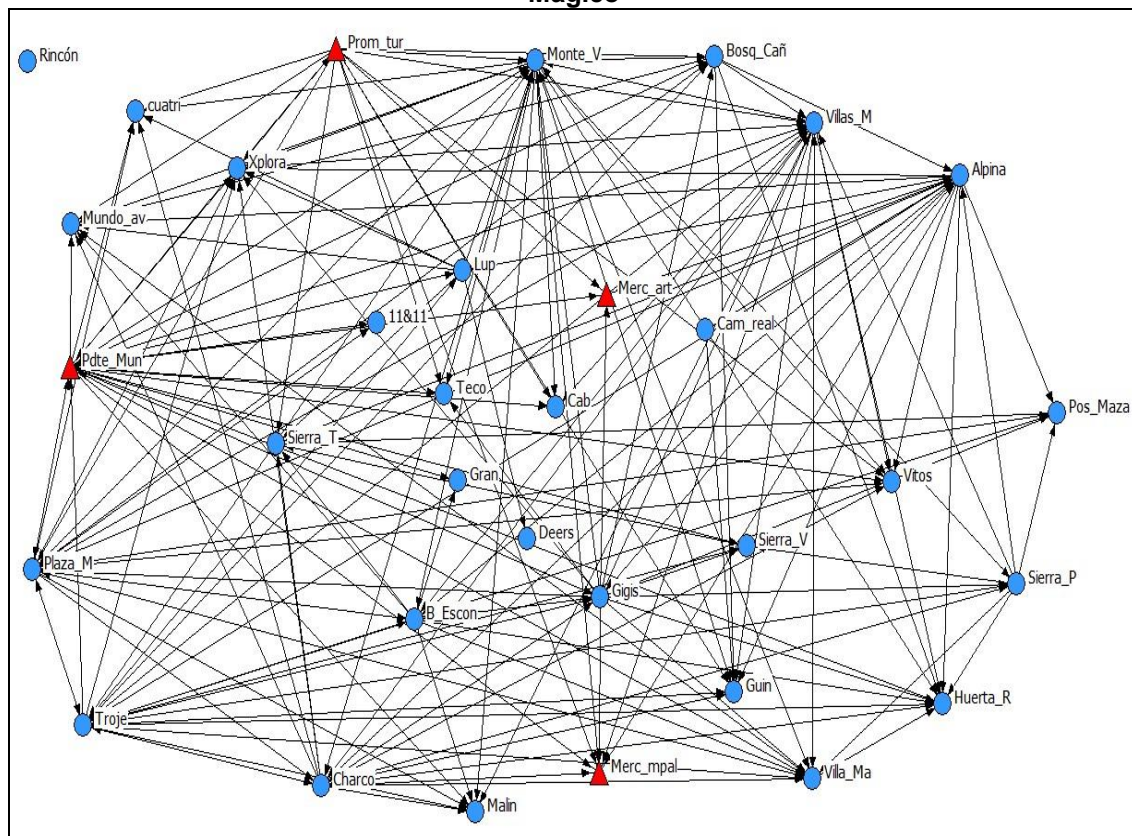 Mágico
Rincón
Prom_tur
Monte_V
Bosq_Cañ
cuatri
Villas_M
Xplora
Alpina
Mundo_av
Lup
Merc_art
11&11
Cam_real
Pdte_Mun
Teco
Cab
Pos_Maza
Sierra_T
Gran
Vitos
Deers
Sierra_V
Plaza_M
Gigis
Sierra_P
B_Escon
Guin
Huerta_R
Troje
Merc_mpal
Charco
Villa_Ma
Malin